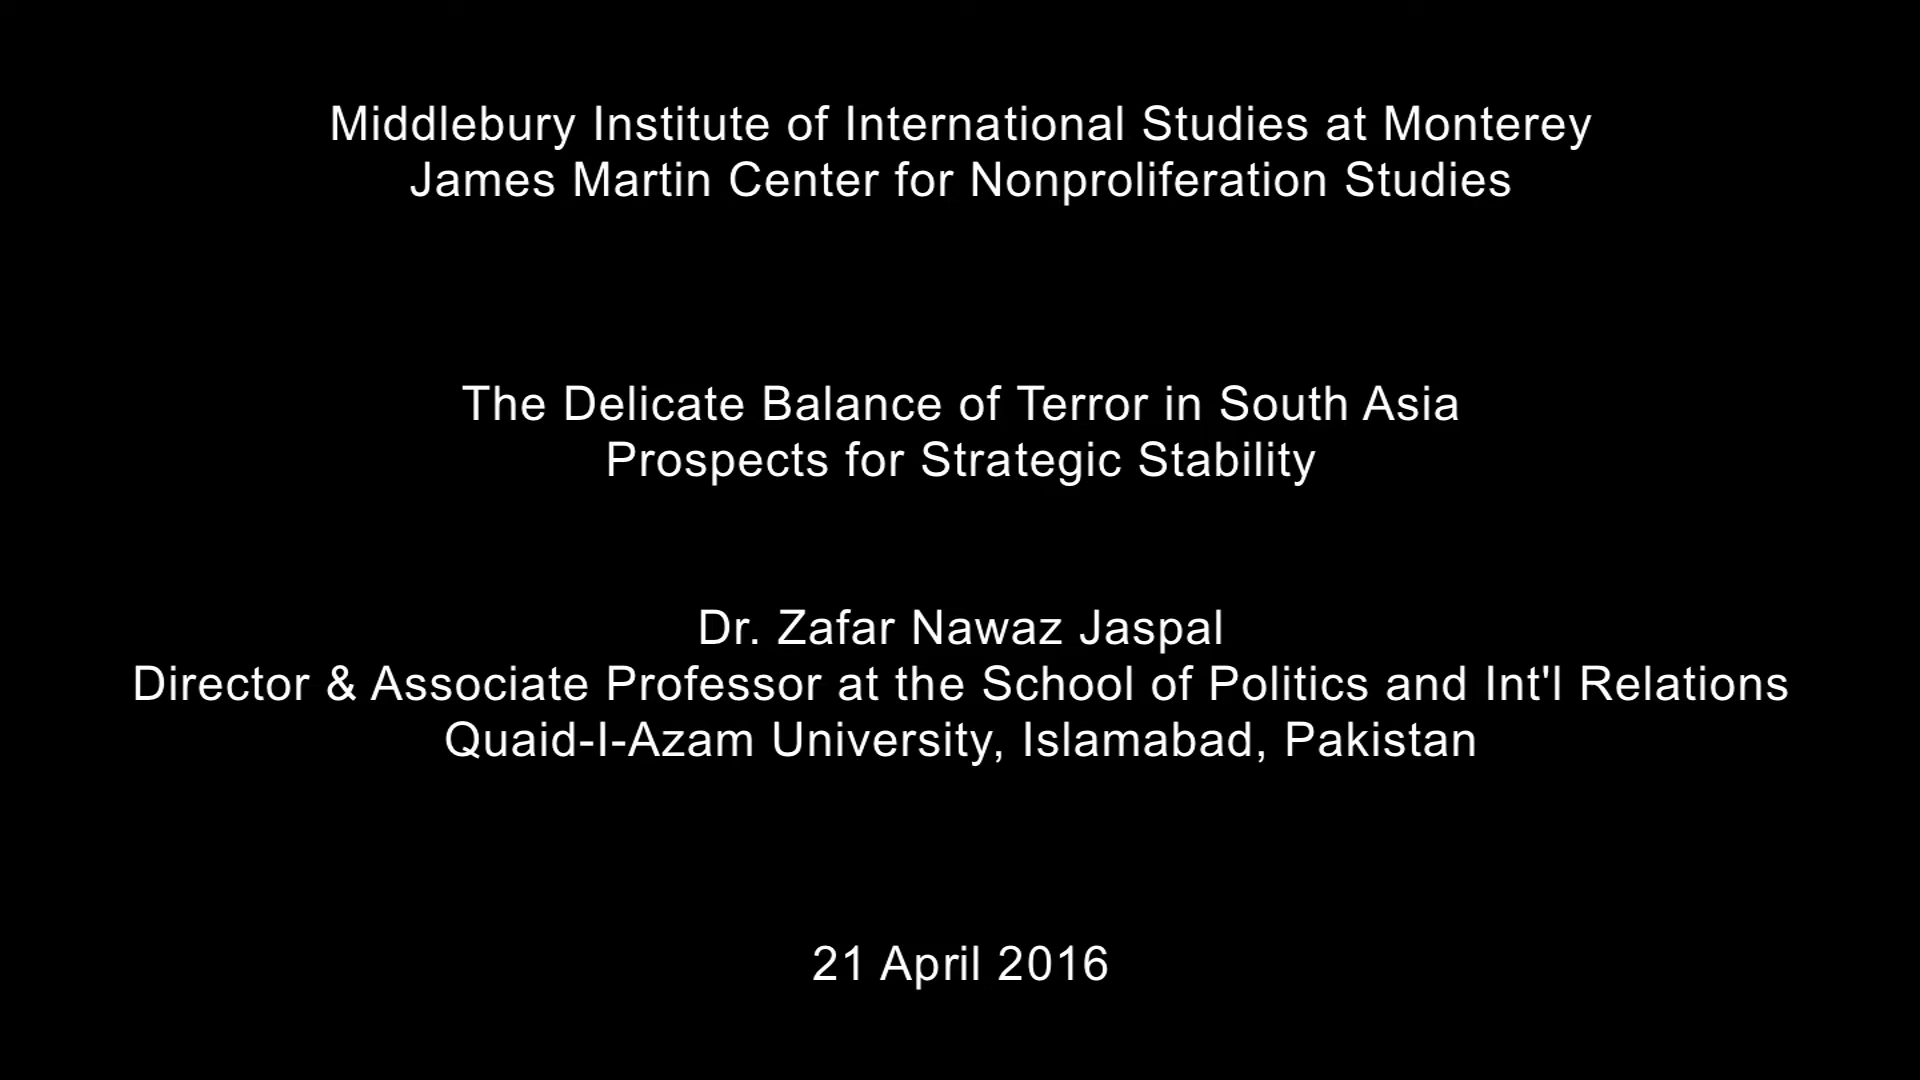 Middlebury Institute of International Studies at Monterey
James Martin Center for Nonproliferation Studies
The Delicate Balance of Terror in South Asia
Prospects for Strategic Stability
Dr. Zafar Nawaz Jaspal
Director & Associate Professor at the School of Politics and Int'l Relations
Quaid-I-Azam University, Islamabad, Pakistan
21 April 2016